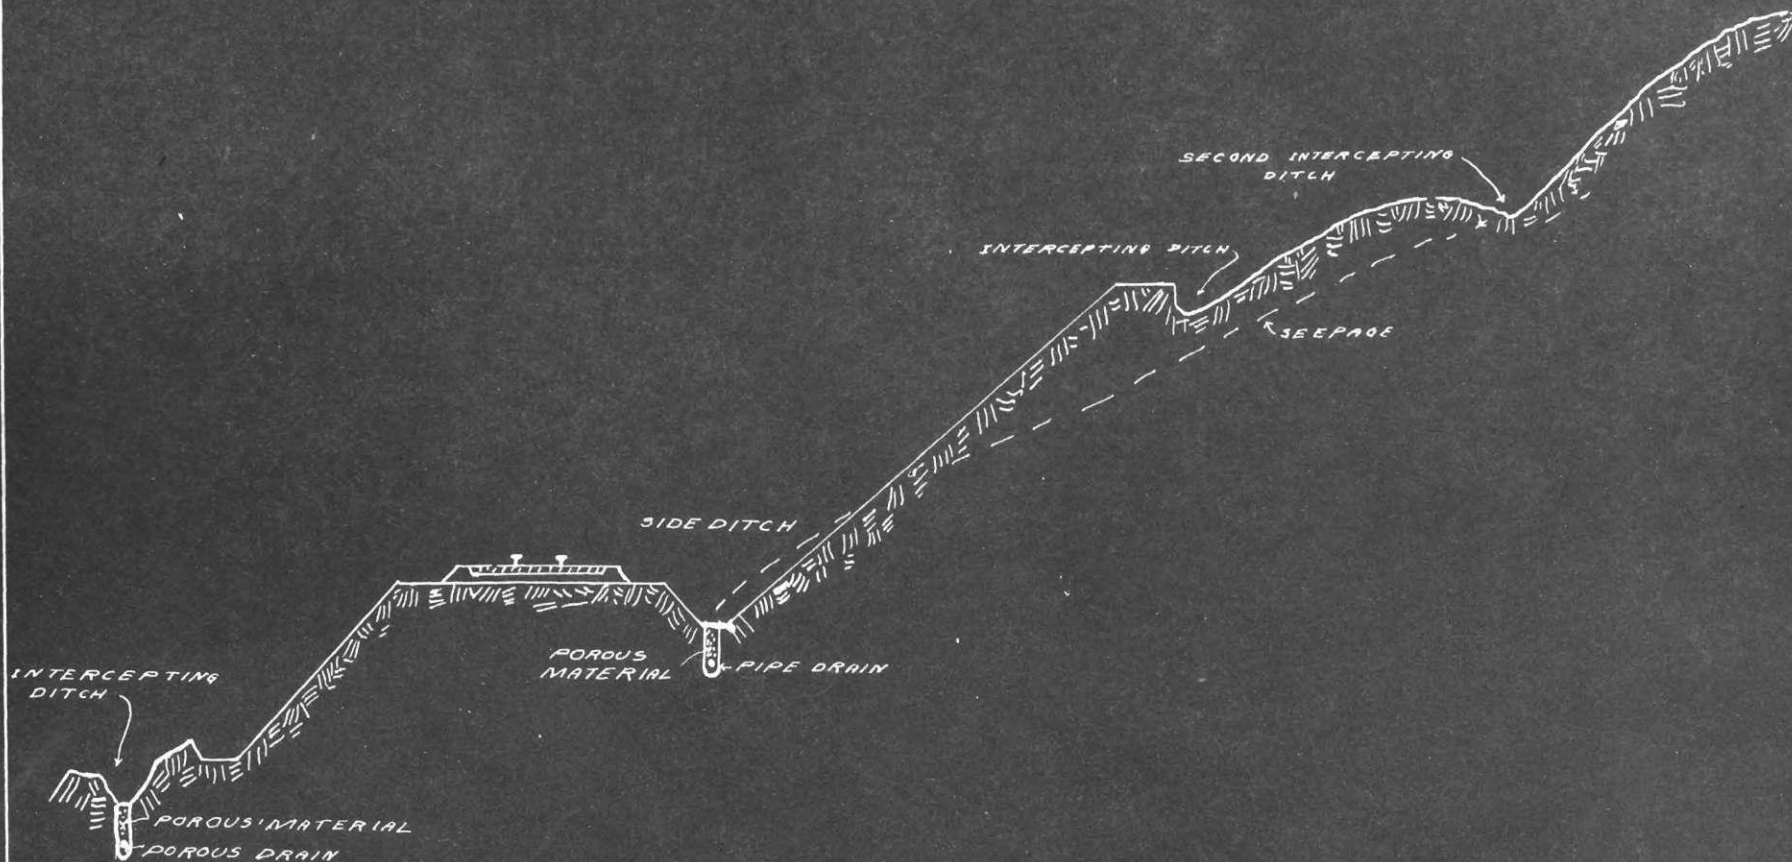 SECOND INTERCEPTING
DITCH
INTERCEPTING DITCH
SEEPAGE
SIDE DITCH
POROUS
MATERIAL
PIPE DRAIN
INTERCEPTING
DITCH
POROUS MATERIAL
POROUS DRAIN